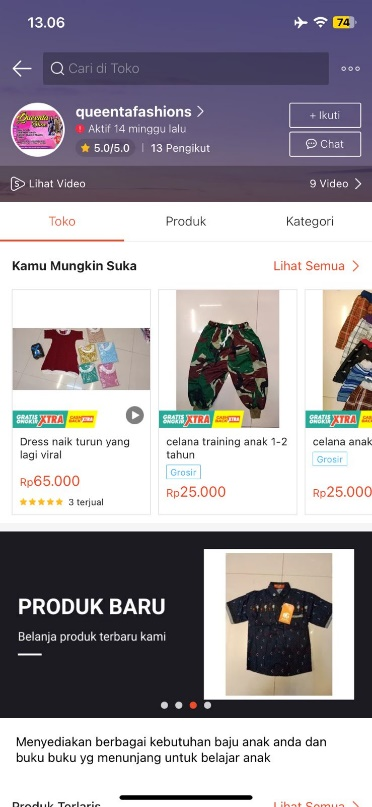 13.06
74
Cari di Toko
queentafashions
+ Ikuti
Aktif 14 minggu lalu
5.0/5.0 | 13 Pengikut
Chat
Lihat Video
9 Video
Toko Produk Kategori
Kamu Mungkin Suka
Lihat Semua
GRATIS ONGKIR XTRA
GRATIS ONGKIR XTRA
GRATIS ONGKIR XTRA
Dress naik turun yang
lagi viral
Rp65.000
3 terjual
celana training anak 1-2
tahun
Grosir
Rp25.000
celana anak
Grosir
Rp25.000
PRODUK BARU
Belanja produk terbaru kami
Menyediakan berbagai kebutuhan baju anak anda dan
buku buku yg menunjang untuk belajar anak
Produk Terlaris
Lihat Semua